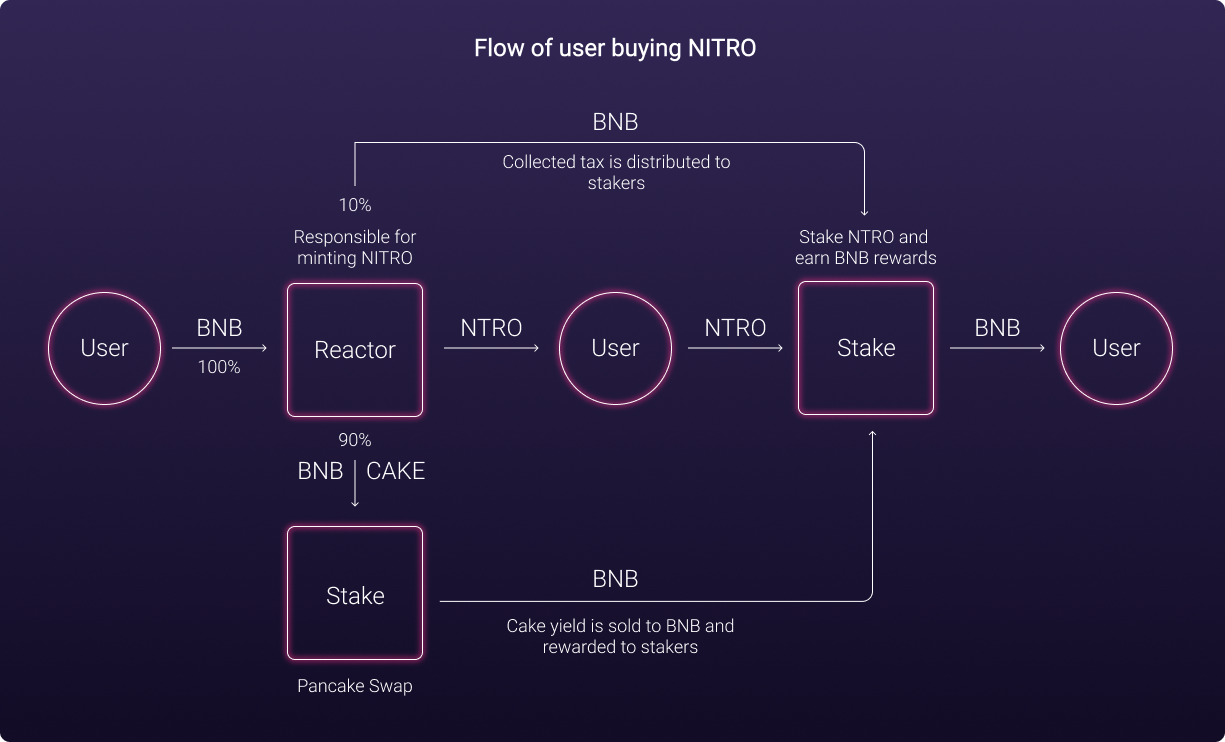 Flow of user buying NITRO
BNB
Collected tax is distributed to
stakers
10%
Responsible for
minting NITRO
Stake NTRO and
earn BNB rewards
User
BNB
100%
Reactor
NTRO
User
NTRO
Stake
BNB
User
90%
BNB CAKE
Stake
BNB
Cake yield is sold to BNB and
rewarded to stakers
Pancake Swap